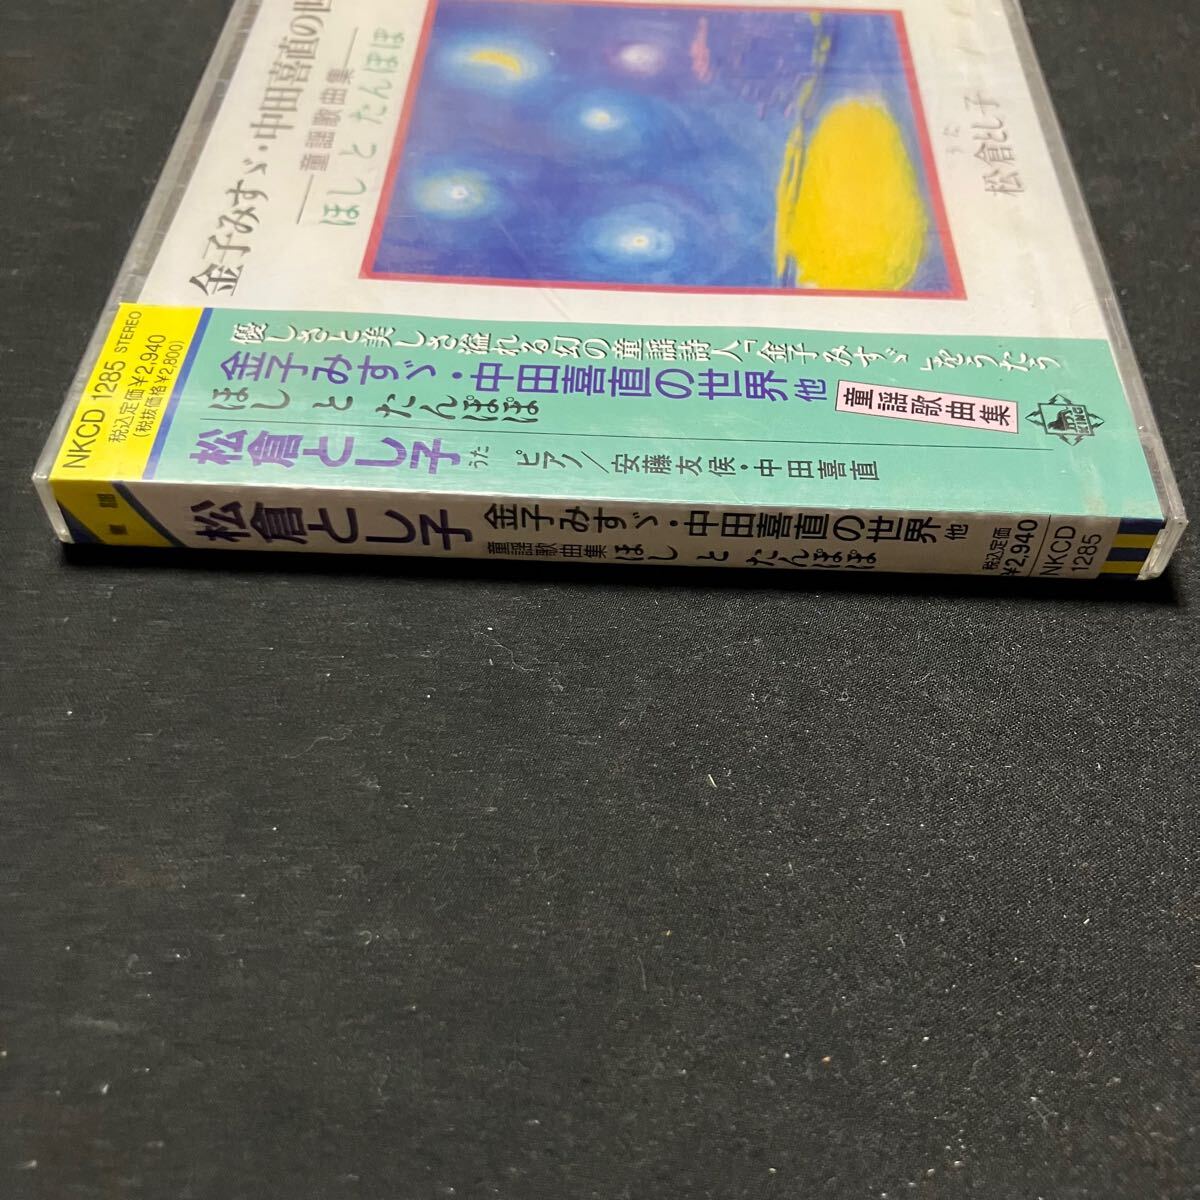 金子みすゞ・中田喜直の世
童謡歌曲集
ほしとたんぽぽ
うた
松倉とし子
NKCD 1285 STEREO
税込定価¥2,940
(税抜価格¥2,800)
優しさと美しさ溢れる幻の童謡詩人「金子みすゞ」をうたう
金子みすゞ・中田喜直の世界 他
ほしとたんぽぽ
童謡歌曲集
松倉とし子 うた
ピアノ/安藤友侯・中田喜直
KING
松倉とし子
金子みすゞ・中田喜直の世界 他
童謡歌曲集 ほしとたんぽぽ
税込定価
¥2,940
NKCD
1285